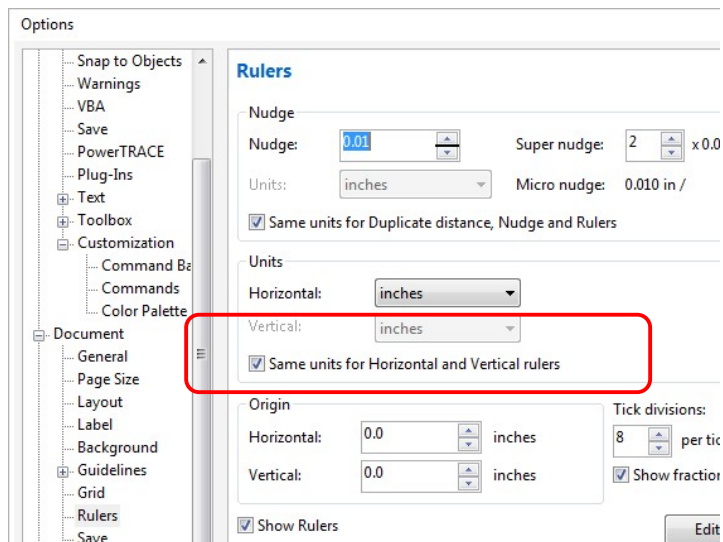 Options
Snap to Objects
Warnings
VBA
Save
PowerTRACE
Plug-Ins
Text
Toolbox
Customization
Command Ba
Commands
Color Palette
Document
General
Page Size
Layout
Label
Background
Guidelines
Grid
Rulers
Save
Rulers
Nudge
Nudge: 0.01 Super nudge: 2 x 0.0
Units: inches Micro nudge: 0.010 in /
Same units for Duplicate distance, Nudge and Rulers
Units
Horizontal: inches
Vertical: inches
Same units for Horizontal and Vertical rulers
Origin
Horizontal: 0.0 inches
Vertical: 0.0 inches
Tick divisions:
8 per tic
Show fraction
Show Rulers
Edit